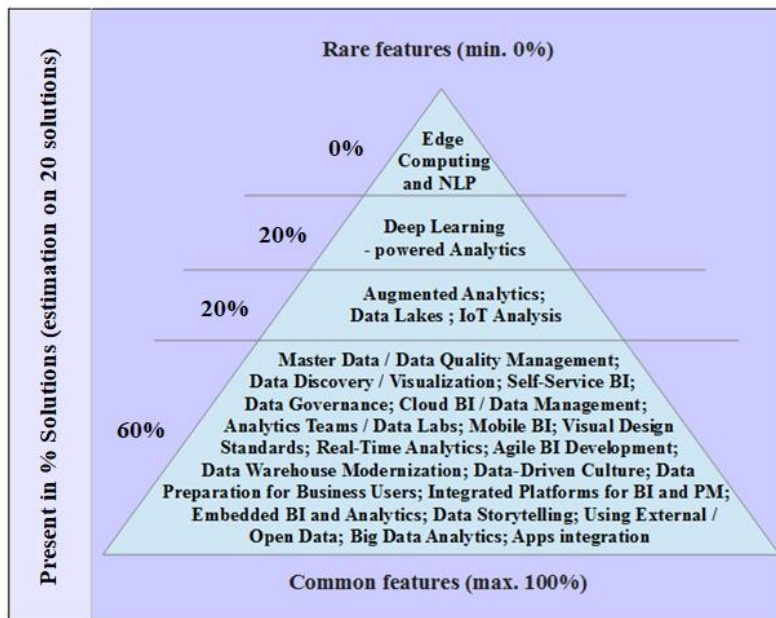 Present in % Solutions (estimation on 20 solutions)
Rare features (min. 0%)
0%
Edge
Computing
and NLP
20%
Deep Learning
- powered Analytics
20%
Augmented Analytics;
Data Lakes ; IoT Analysis
60%
Master Data / Data Quality Management;
Data Discovery / Visualization; Self-Service BI;
Data Governance; Cloud BI / Data Management;
Analytics Teams / Data Labs; Mobile BI; Visual Design
Standards; Real-Time Analytics; Agile BI Development;
Data Warehouse Modernization; Data-Driven Culture; Data
Preparation for Business Users; Integrated Platforms for BI and PM;
Embedded BI and Analytics; Data Storytelling; Using External /
Open Data; Big Data Analytics; Apps integration
Common features (max. 100%)